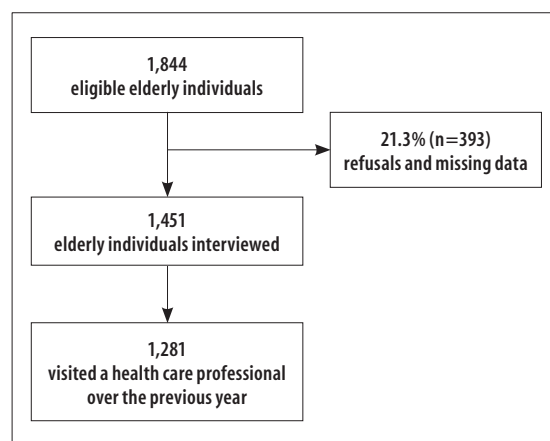 1,844
eligible elderly individuals
21.3% (n=393)
refusals and missing data
1,451
elderly individuals interviewed
1,281
visited a health care professional
over the previous year